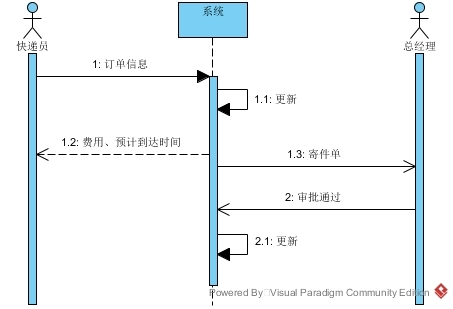 快递员
系统
总经理
1: 订单信息
1.1: 更新
1.2: 费用、预计到达时间
1.3: 寄件单
2: 审批通过
2.1: 更新
Powered By Visual Paradigm Community Edition